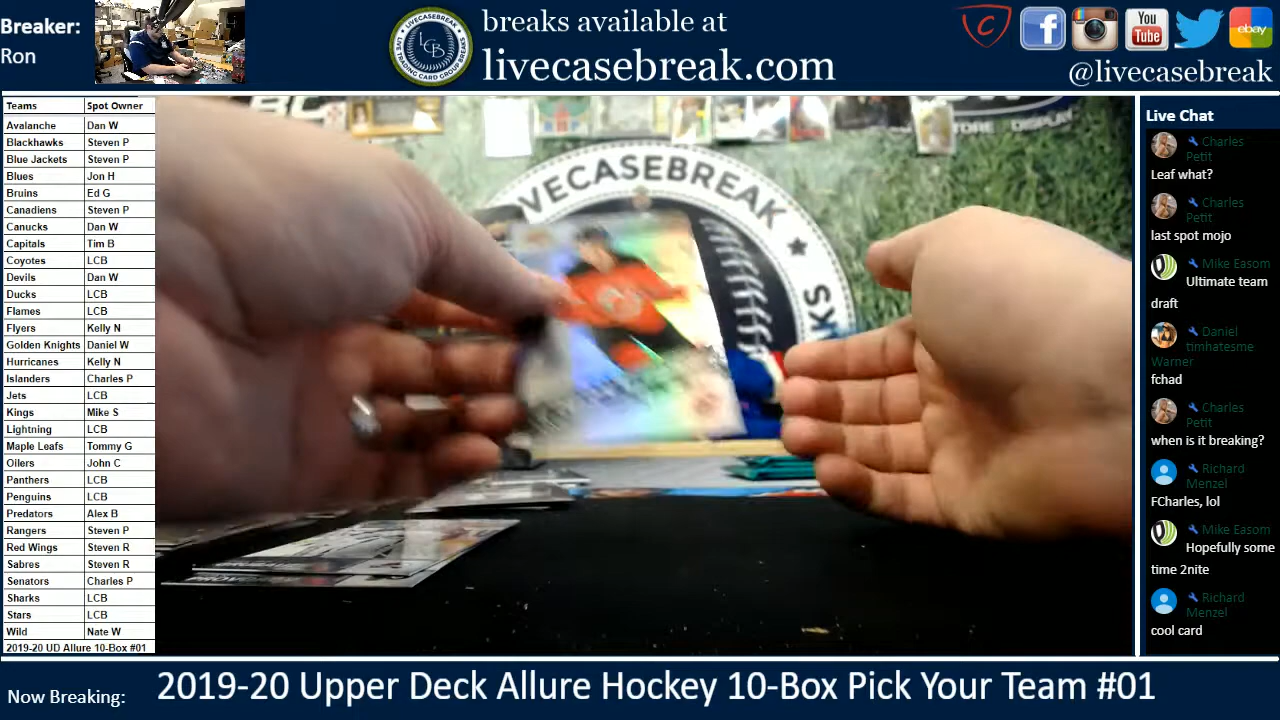 Breaker:
Ron
LCB
breaks available at
livecasebreak.com
You
Tube
ebay
@livecasebreak
Teams Spot Owner
Avalanche Dan W
Blackhawks Steven P
Blue Jackets Steven P
Blues Jon H
Bruins Ed G
Canadiens Steven P
Canucks Dan W
Capitals Tim B
Coyotes LCB
Devils Dan W
Ducks LCB
Flames LCB
Flyers Kelly N
Golden Knights Daniel W
Hurricanes Kelly N
Islanders Charles P
Jets LCB
Kings Mike S
Lightning LCB
Maple Leafs Tommy G
Oilers John C
Panthers LCB
Penguins LCB
Predators Alex B
Rangers Steven P
Red Wings Steven R
Sabres Steven R
Senators Charles P
Sharks LCB
Stars LCB
Wild Nate W
2019-20 UD Allure 10-Box #01
VECASEBREAK
Live Chat
Charles
Petit
Leaf what?
Charles
Petit
last spot mojo
Mike Easom
Ultimate team
draft
Daniel
timhatesme
Warner
fchad
Charles
Petit
when is it breaking?
Richard
Menzel
FCharles, lol
Mike Easom
Hopefully some
time 2nite
Richard
Menzel
cool card
Now Breaking:
2019-20 Upper Deck Allure Hockey 10-Box Pick Your Team #01